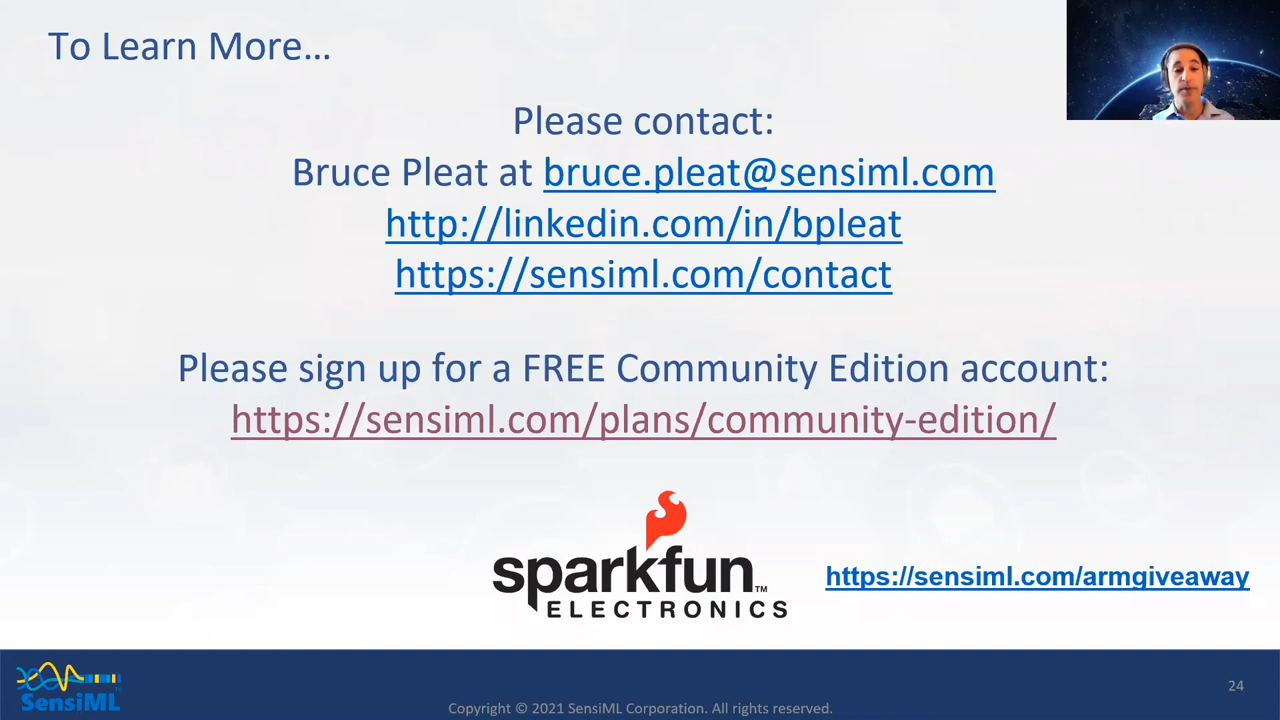 To Learn More…
Please contact:
Bruce Pleat at bruce.pleat@sensiml.com
http://linkedin.com/in/bpleat
https://sensiml.com/contact
Please sign up for a FREE Community Edition account:
https://sensiml.com/plans/community-edition/
sparkfun™
ELECTRONICS
https://sensiml.com/armgiveaway
SensiML
24
Copyright © 2021 SensiML Corporation. All rights reserved.